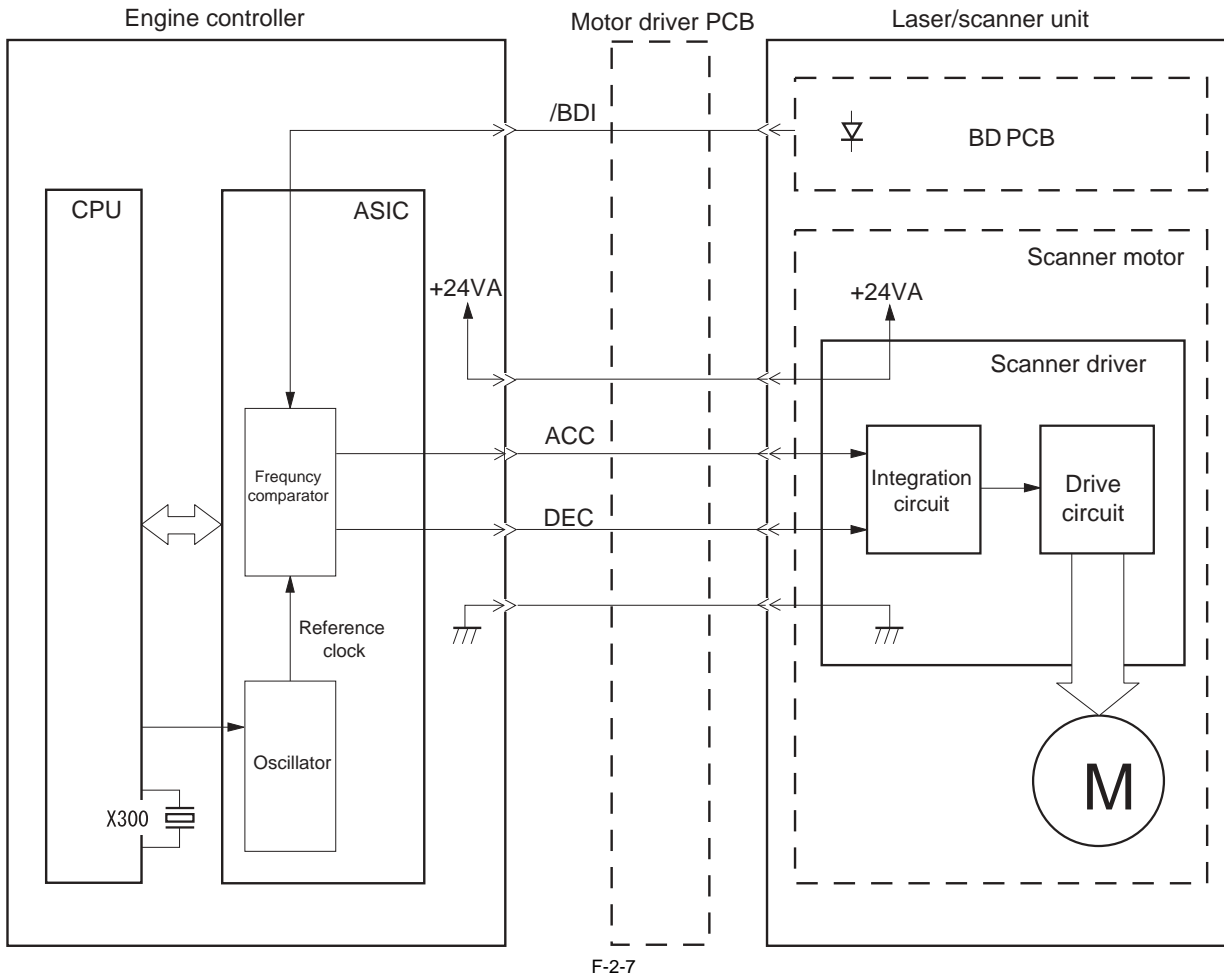 Engine controller
Motor driver PCB
Laser/scanner unit
/BDI
BD PCB
CPU
ASIC
Scanner motor
+24VA
+24VA
Scanner driver
ACC
Frequncy
comparator
Integration
circuit
Drive
circuit
DEC
Reference
clock
Oscillator
X300
M
F-2-7